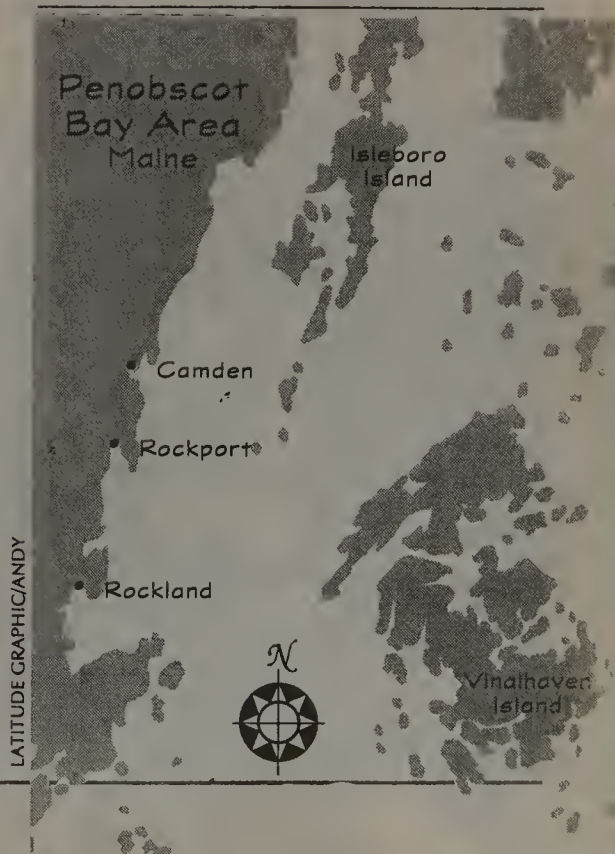 Penobscot
Bay Area
Maine
Isleboro
Island
Camden
Rockport
Rockland
N
Vinalhaven
Island
LATITUDE GRAPHIC/ANDY